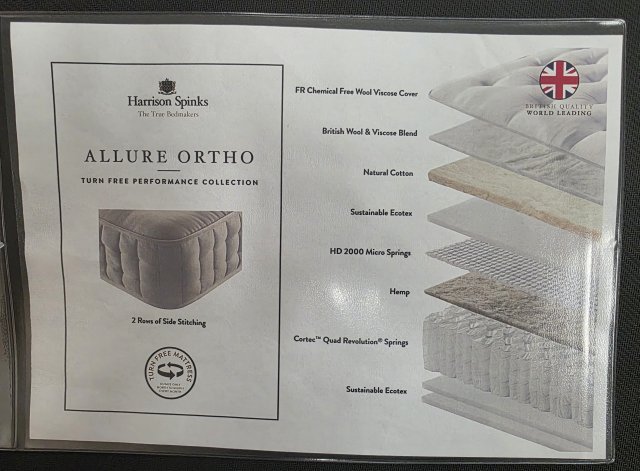 Harrison Spinks
The True Bedmakers
ALLURE ORTHO
TURN FREE PERFORMANCE COLLECTION
2 Rows of Side Stitching
TURN FREE MATTRESS
FR Chemical Free Wool Viscose Cover
British Wool & Viscose Blend
Natural Cotton
Sustainable Ecotex
HD 2000 Micro Springs
Hemp
Cortec™ Quad Revolution® Springs
Sustainable Ecotex
BRITISH QUALITY
WORLD LEADING